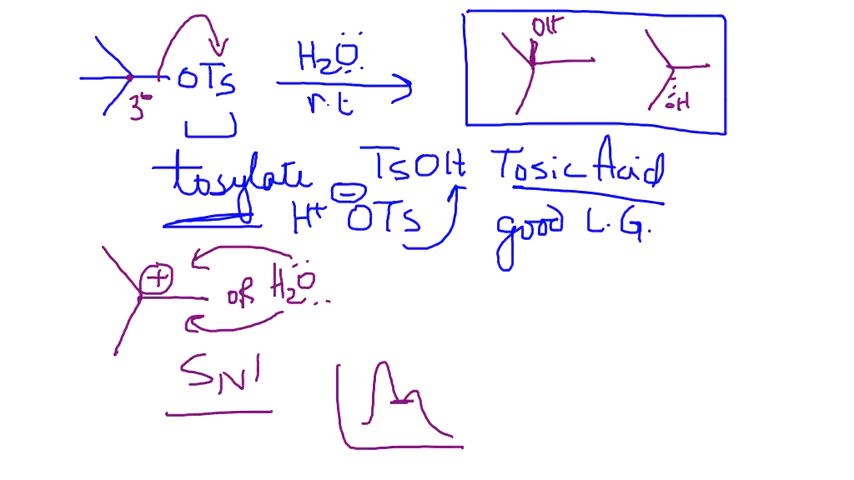 OTs H₂O OH
3° r.t OH
tosylate TsOH Tosic Acid
H⁺ ⊖OTs good L.G.
⊕ or H₂O
SN1